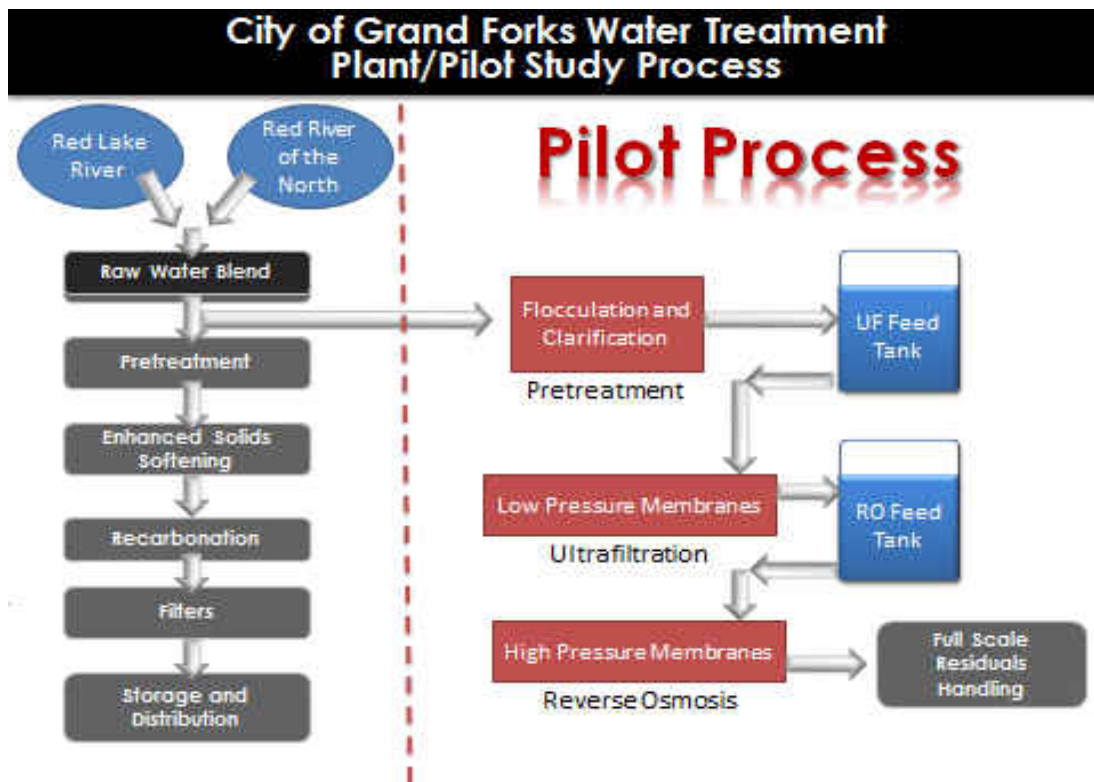 City of Grand Forks Water Treatment
Plant/Pilot Study Process
Red Lake
River
Red River
of the
North
Raw Water Blend
Pretreatment
Enhanced Solids
Softening
Recarbonation
Filters
Storage and
Distribution
Pilot Process
Flocculation and
Clarification
Pretreatment
UF Feed
Tank
Low Pressure Membranes
Ultrafiltration
RO Feed
Tank
High Pressure Membranes
Reverse Osmosis
Full Scale
Residuals
Handling